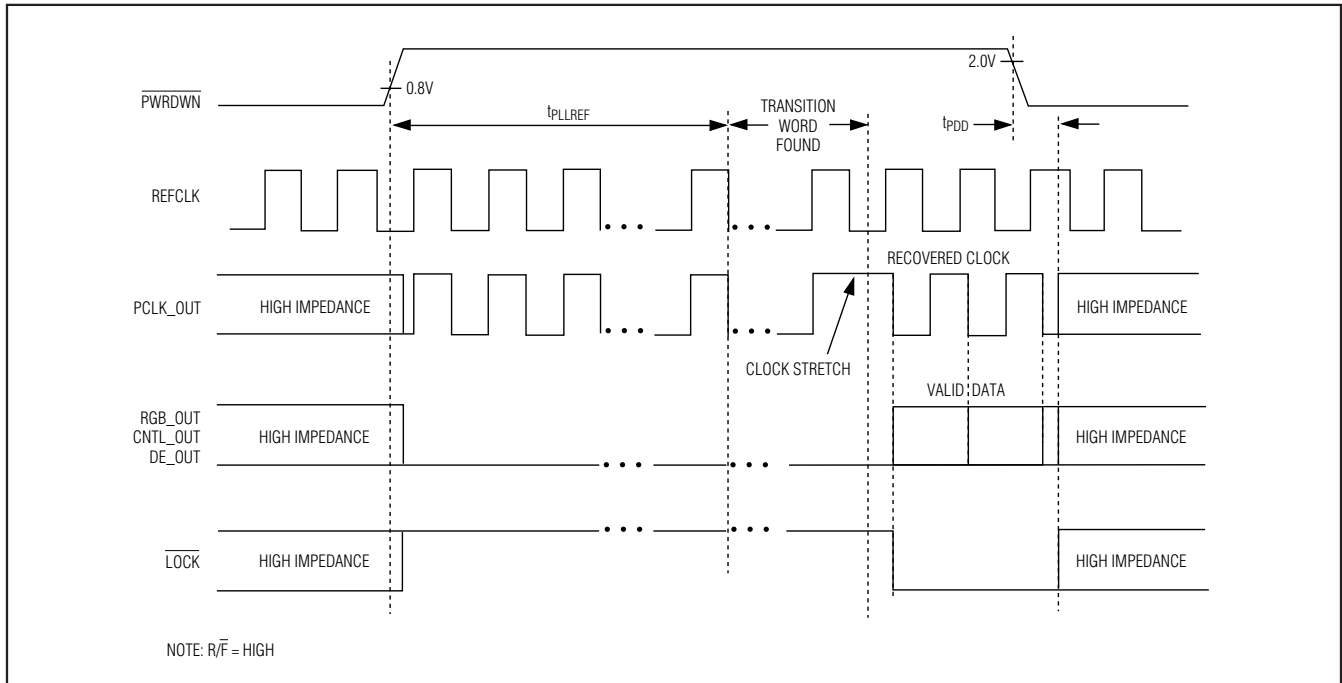 2.0V
0.8V
PWRDWN
tPLLREF
TRANSITION
WORD
FOUND
tPDD
REFCLK
RECOVERED CLOCK
PCLK_OUT
HIGH IMPEDANCE
HIGH IMPEDANCE
CLOCK STRETCH
VALID DATA
RGB_OUT
CNTL_OUT
DE_OUT
HIGH IMPEDANCE
HIGH IMPEDANCE
LOCK
HIGH IMPEDANCE
HIGH IMPEDANCE
NOTE: R/F̅ = HIGH